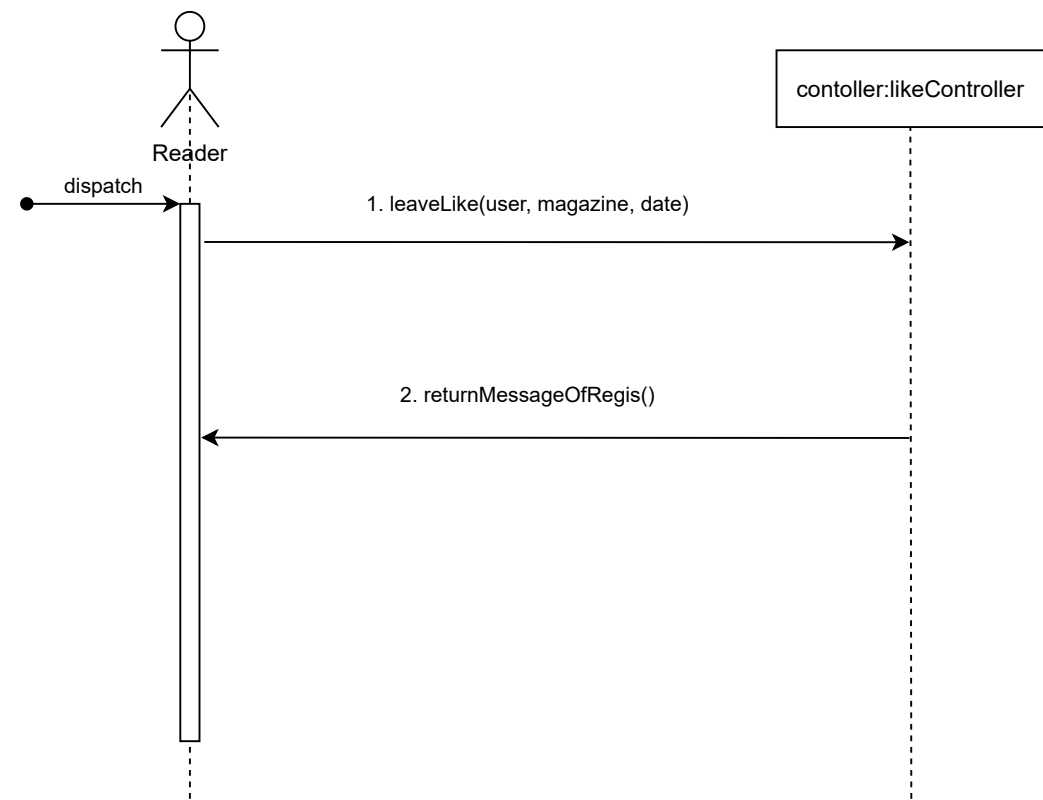 contoller:likeController
Reader
dispatch
1. leaveLike(user, magazine, date)
2. returnMessageOfRegis()